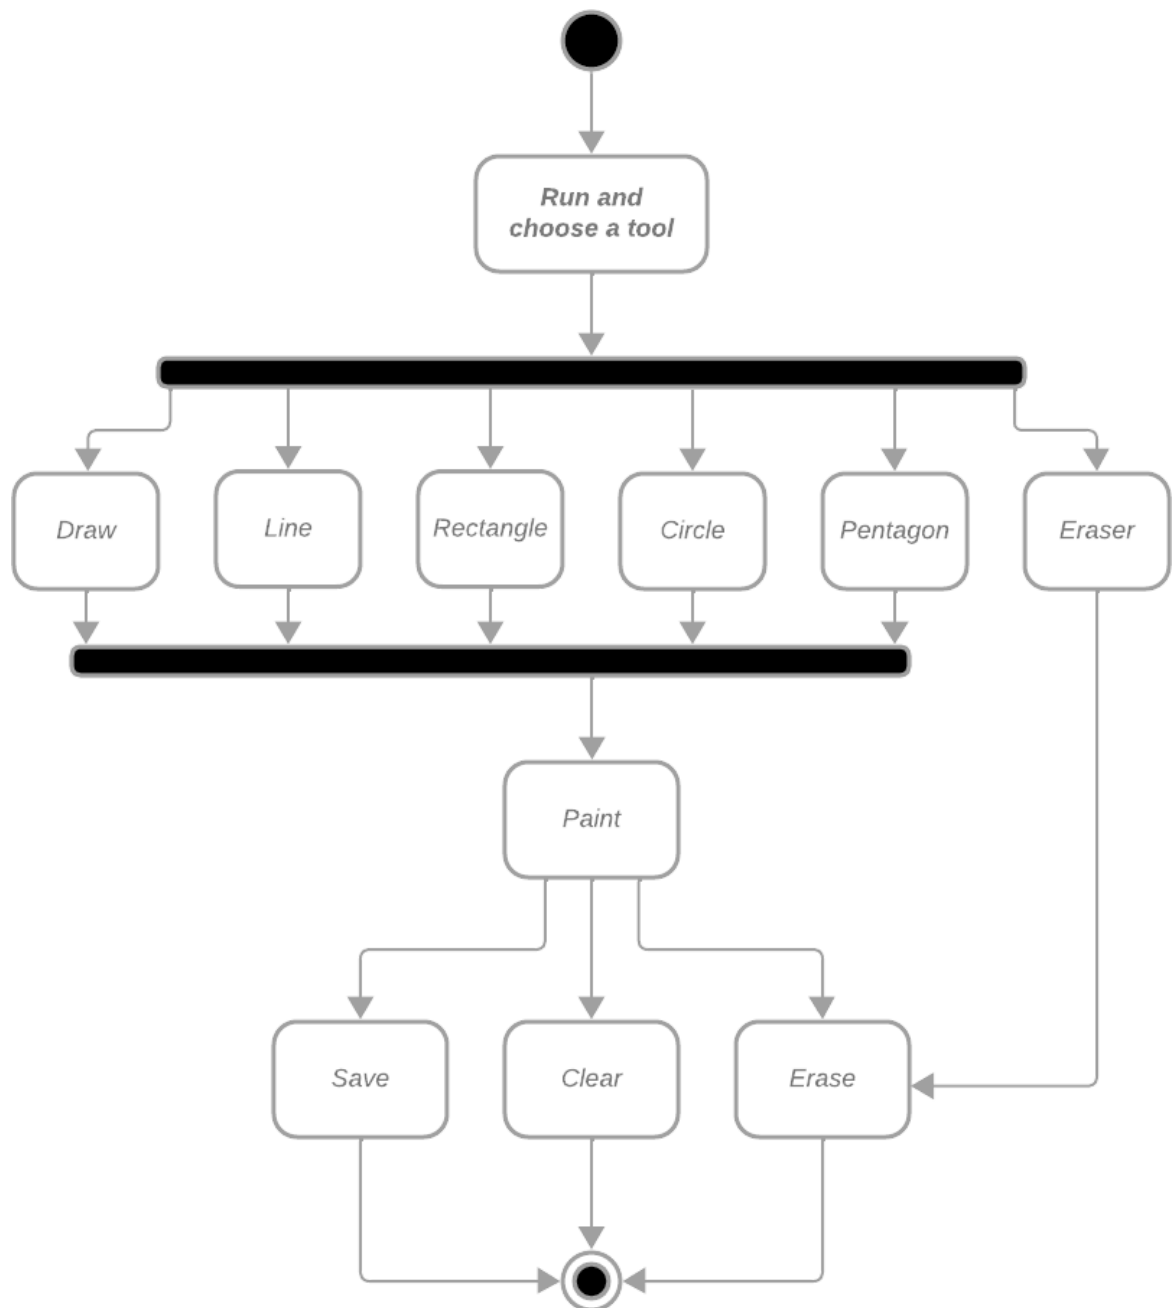 Run and
choose a tool
Draw
Line
Rectangle
Circle
Pentagon
Eraser
Paint
Save
Clear
Erase